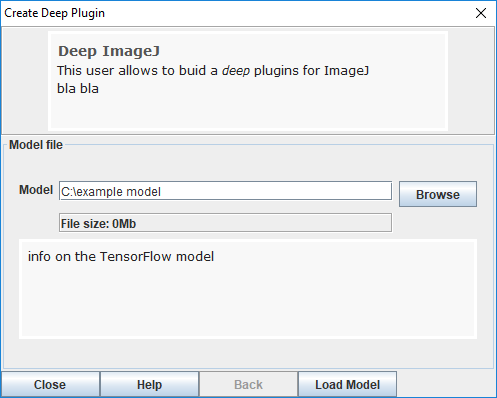 Create Deep Plugin
Deep ImageJ
This user allows to buid a deep plugins for ImageJ
bla bla
Model file
Model C:\example model Browse
File size: 0Mb
info on the TensorFlow model
Close Help Back Load Model